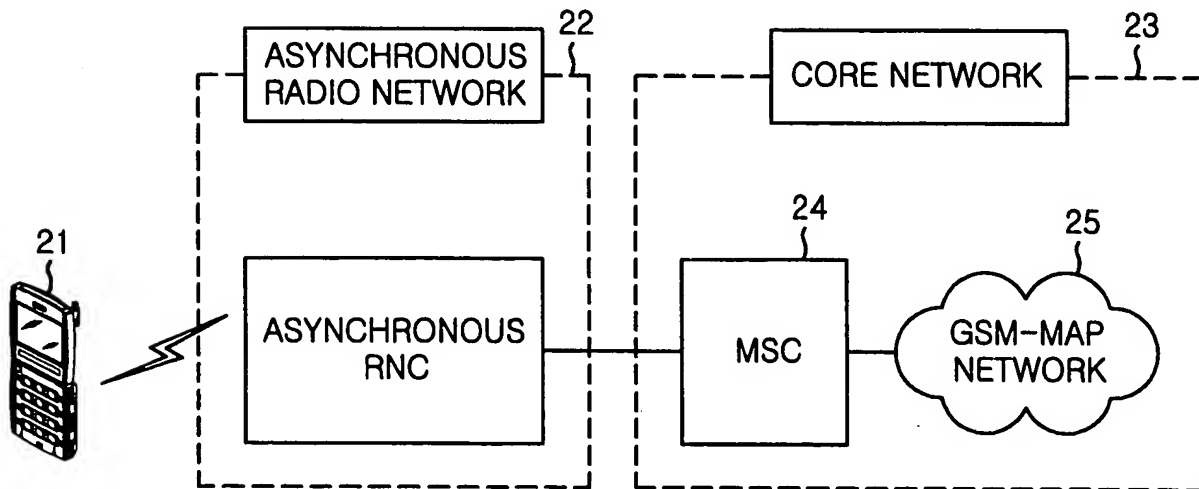 ASYNCHRONOUS
RADIO NETWORK
22
CORE NETWORK
23
21
ASYNCHRONOUS
RNC
24
MSC
25
GSM-MAP
NETWORK